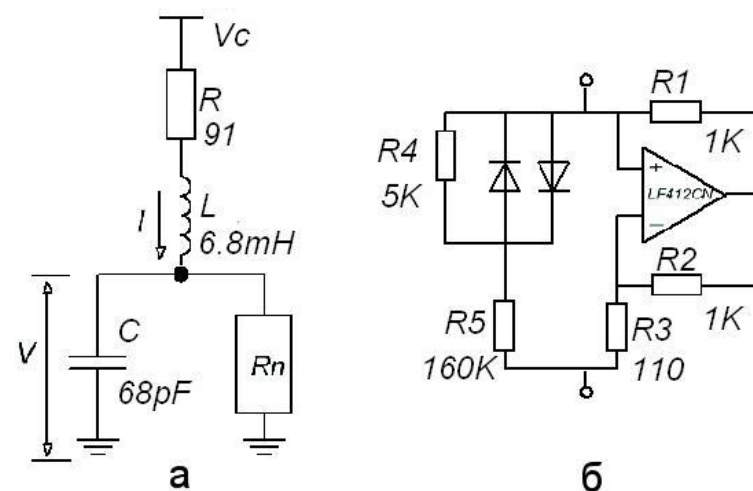 Vc
R
91
I
L
6.8mH
V
C
68pF
Rn
а
R1
1K
R4
5K
+
LF412CN
−
R2
1K
R5
160K
R3
110
б